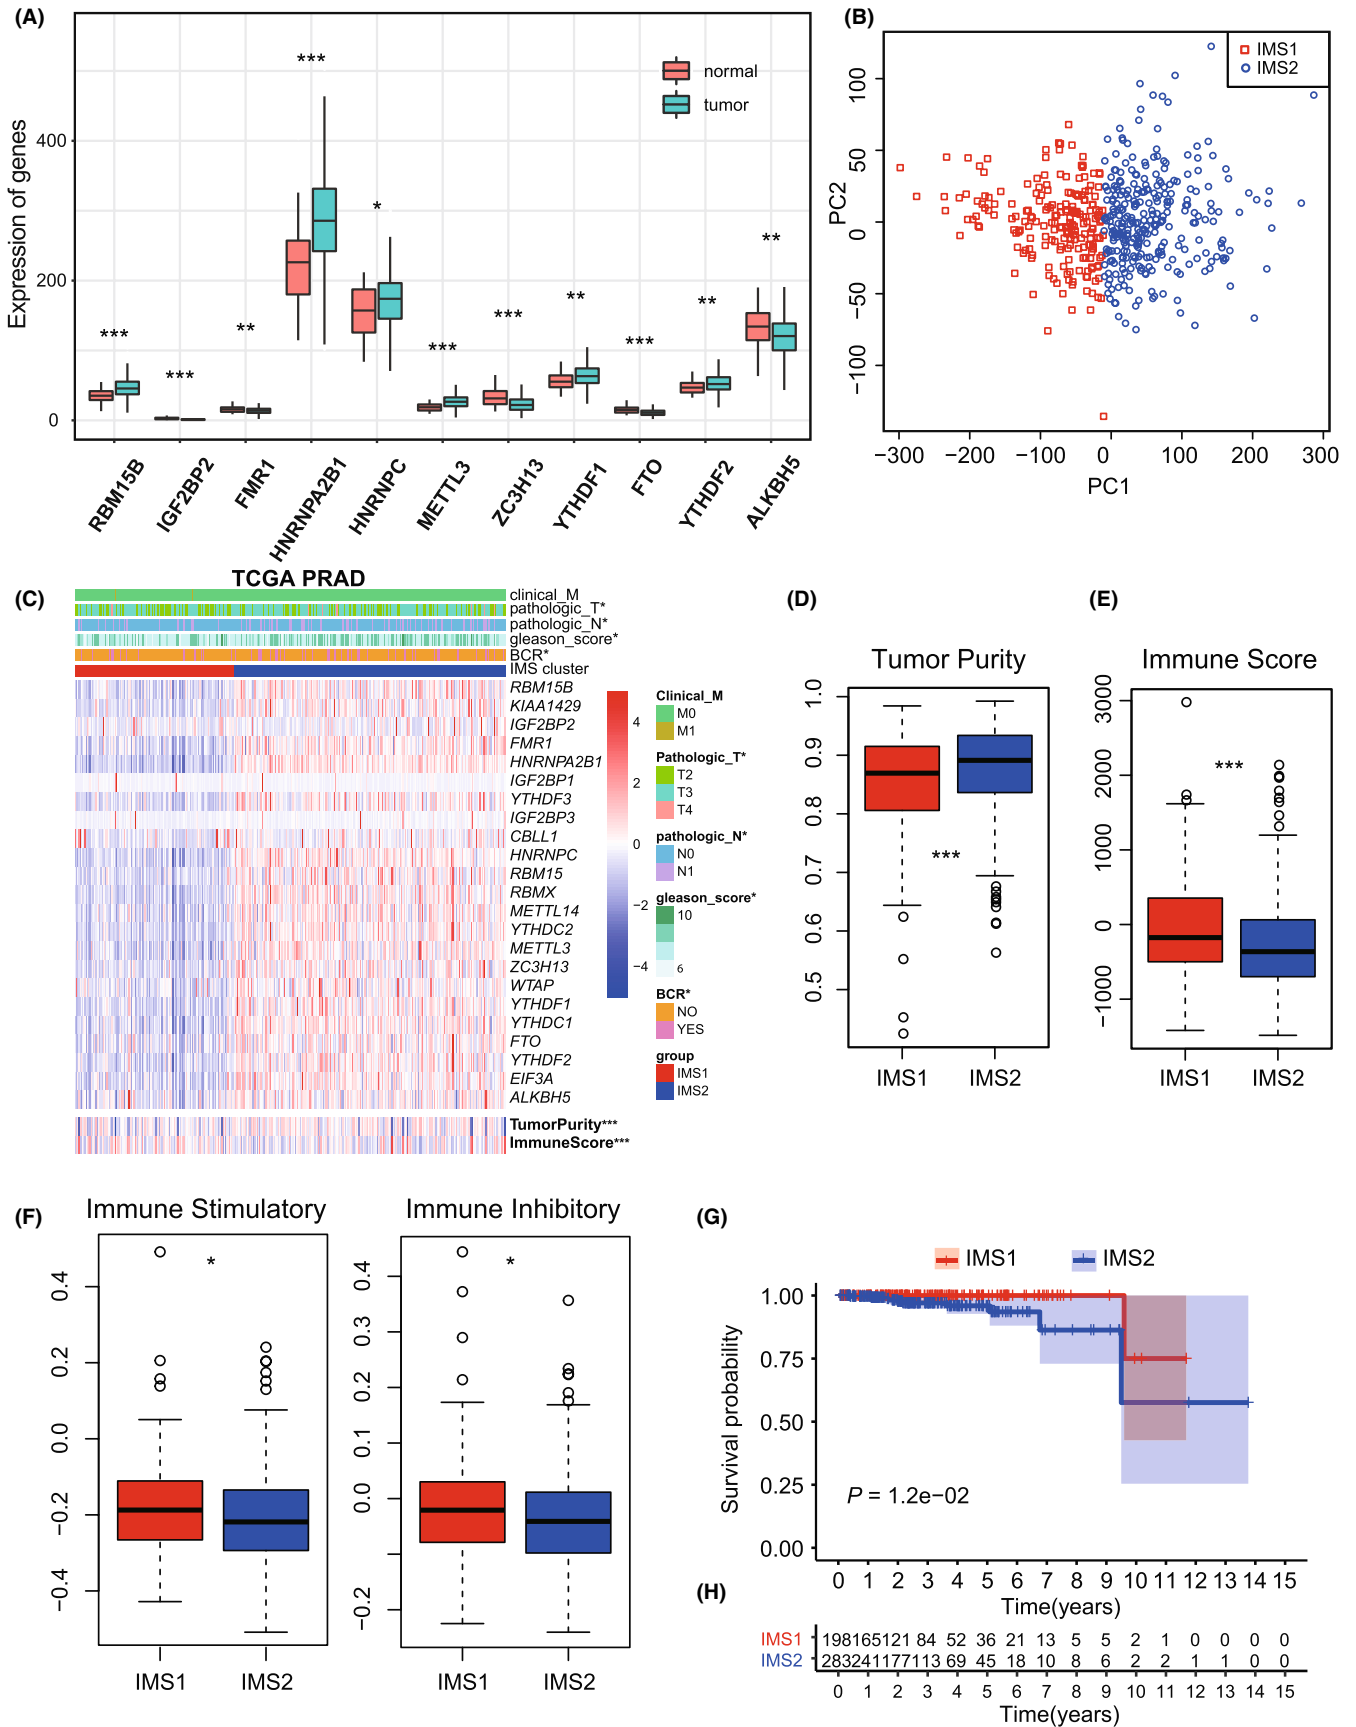 (A)
***
normal
tumor
Expression of genes
400
200
0
***
***
**
*
***
***
**
***
**
**
RBM15B
IGF2BP2
FMR1
HNRNPA2B1
HNRNPC
METTL3
ZC3H13
YTHDF1
FTO
YTHDF2
ALKBH5
(B)
IMS1
IMS2
PC2
100
50
0
−50
−100
−300 −200 −100 0 100 200 300
PC1
(C)
TCGA PRAD
clinical_M
pathologic_T*
pathologic_N*
gleason_score*
BCR*
IMS cluster
RBM15B
KIAA1429
IGF2BP2
FMR1
HNRNPA2B1
IGF2BP1
YTHDF3
IGF2BP3
CBLL1
HNRNPC
RBM15
RBMX
METTL14
YTHDC2
METTL3
ZC3H13
WTAP
YTHDF1
YTHDC1
FTO
YTHDF2
EIF3A
ALKBH5
TumorPurity***
ImmuneScore***
4
2
0
−2
−4
Clinical_M
M0
M1
Pathologic_T*
T2
T3
T4
pathologic_N*
N0
N1
gleason_score*
10
6
BCR*
NO
YES
group
IMS1
IMS2
(D)
Tumor Purity
1.0
0.9
0.8
0.7
0.6
0.5
***
IMS1 IMS2
(E)
Immune Score
3000
2000
1000
0
−1000
***
IMS1 IMS2
(F)
Immune Stimulatory
0.4
0.2
0.0
−0.2
−0.4
*
IMS1 IMS2
Immune Inhibitory
0.4
0.3
0.2
0.1
0.0
−0.2
*
IMS1 IMS2
(G)
IMS1 IMS2
Survival probability
1.00
0.75
0.50
0.25
0.00
P = 1.2e−02
0 1 2 3 4 5 6 7 8 9 10 11 12 13 14 15
Time(years)
(H)
IMS1 198 165 121 84 52 36 21 13 5 5 2 1 0 0 0 0
IMS2 283 241 177 113 69 45 18 10 8 6 2 2 1 1 0 0
0 1 2 3 4 5 6 7 8 9 10 11 12 13 14 15
Time(years)